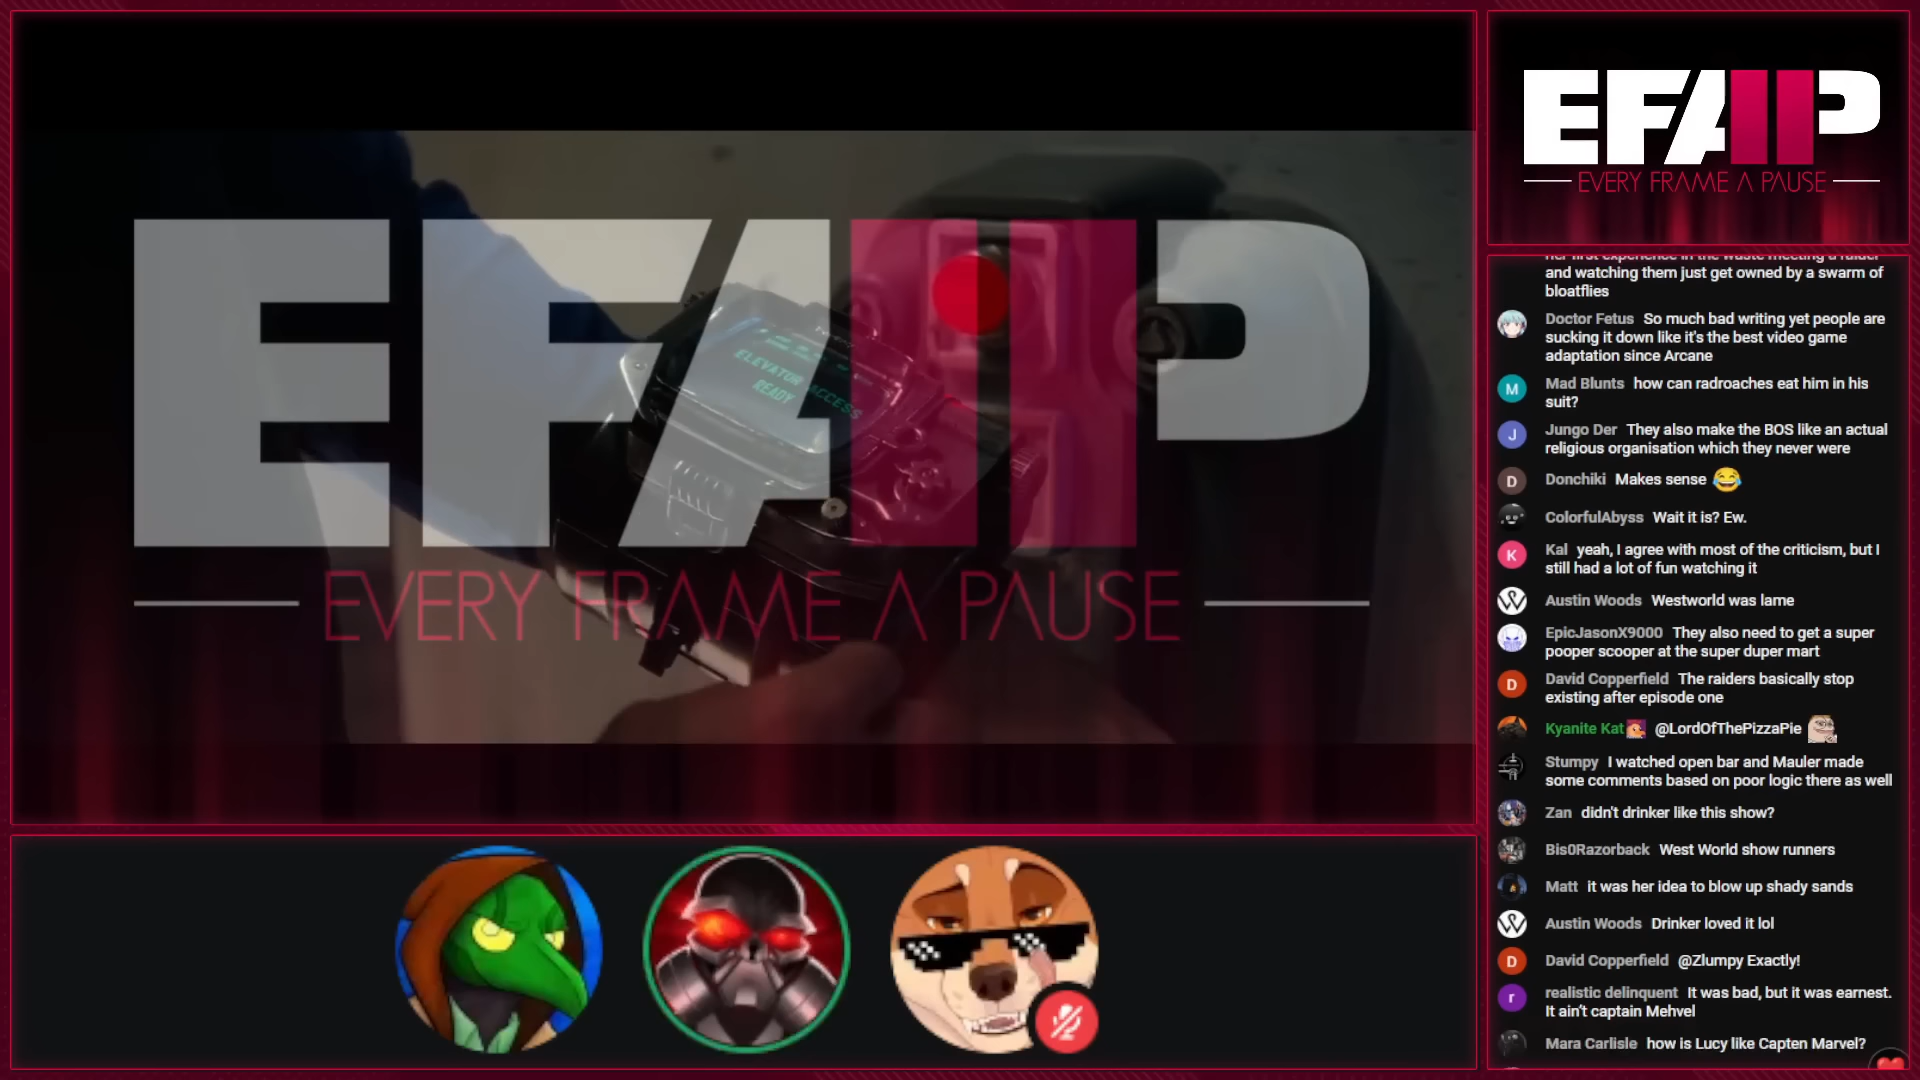 EFAP
EVERY FRAME A PAUSE
ELEVATOR ACCESS
READY
EFAP
EVERY FRAME A PAUSE
and watching them just get owned by a swarm of
bloatflies
Doctor Fetus So much bad writing yet people are
sucking it down like it's the best video game
adaptation since Arcane
M
Mad Blunts how can radroaches eat him in his
suit?
J
Jungo Der They also make the BOS like an actual
religious organisation which they never were
D
Donchiki Makes sense 😂
ColorfulAbyss Wait it is? Ew.
K
Kal yeah, I agree with most of the criticism, but I
still had a lot of fun watching it
Austin Woods Westworld was lame
EpicJasonX9000 They also need to get a super
pooper scooper at the super duper mart
D
David Copperfield The raiders basically stop
existing after episode one
Kyanite Kat @LordOfThePizzaPie
Stumpy I watched open bar and Mauler made
some comments based on poor logic there as well
Zan didn't drinker like this show?
Bis0Razorback West World show runners
Matt it was her idea to blow up shady sands
Austin Woods Drinker loved it lol
D
David Copperfield @Zlumpy Exactly!
r
realistic delinquent It was bad, but it was earnest.
It ain't captain Mehvel
Mara Carlisle how is Lucy like Capten Marvel?